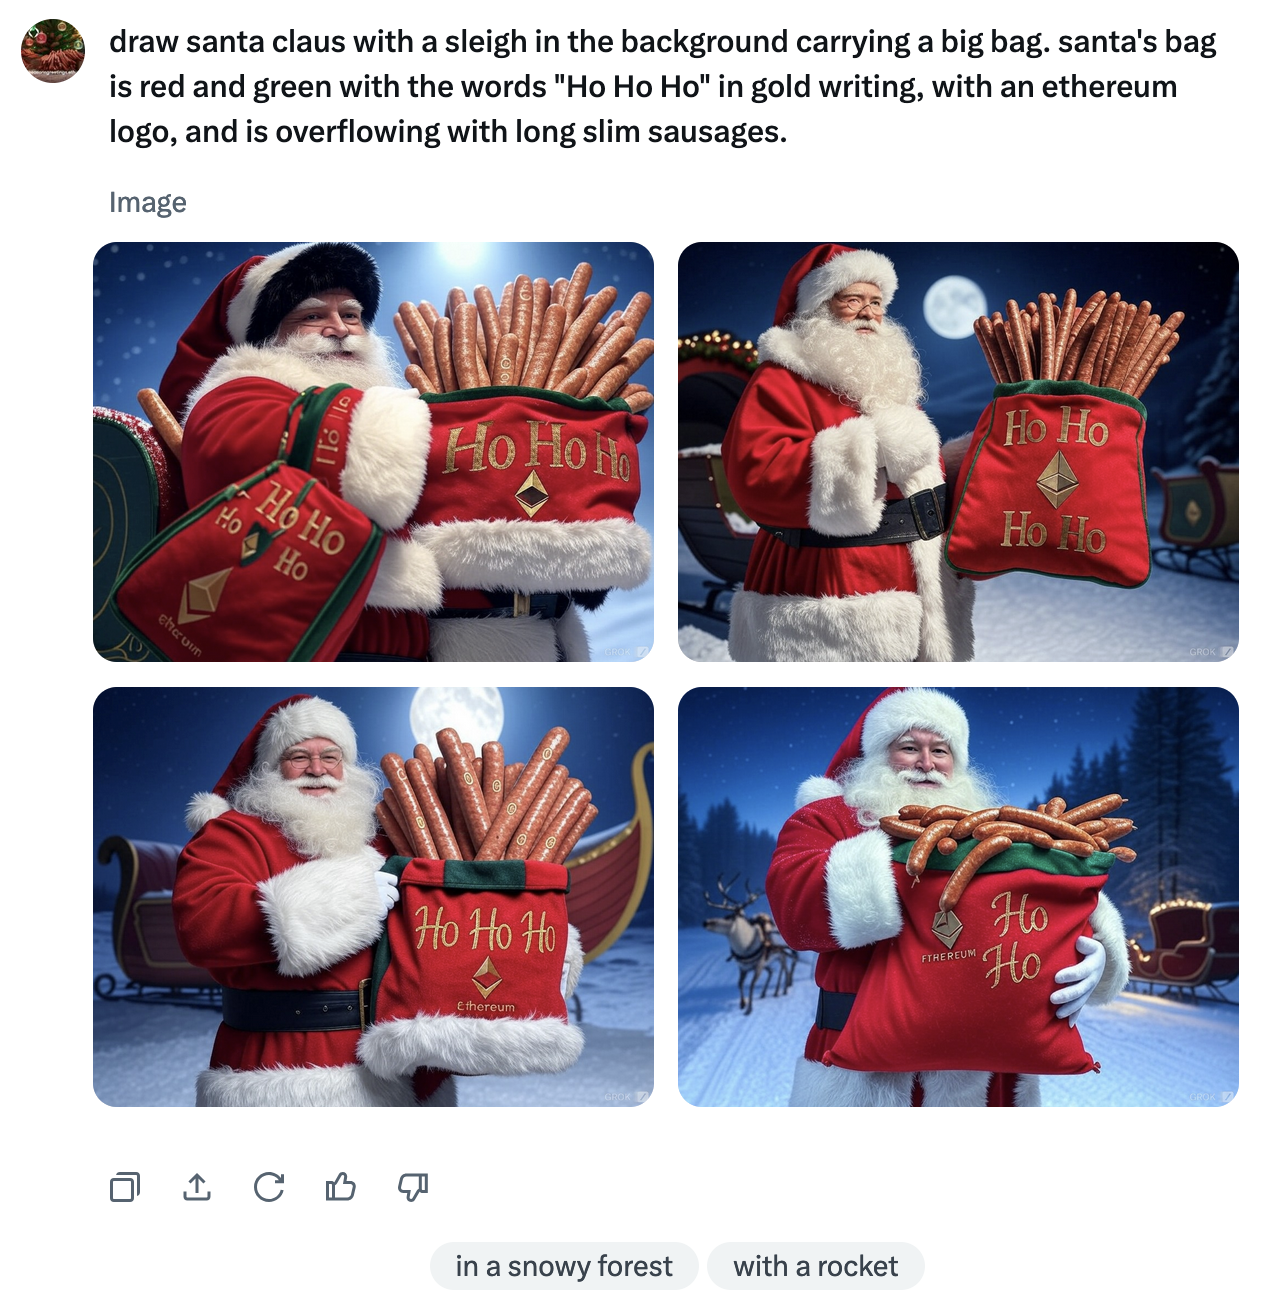 draw santa claus with a sleigh in the background carrying a big bag. santa's bag
is red and green with the words "Ho Ho Ho" in gold writing, with an ethereum
logo, and is overflowing with long slim sausages.
Image
Ho Ho Ho
Ho Ho
Ho
Ho
GROK
Ho Ho
Ho Ho
GROK
Ho Ho Ho
Ethereum
GROK
Ho
Ho
FTHEREUM
GROK
in a snowy forest
with a rocket